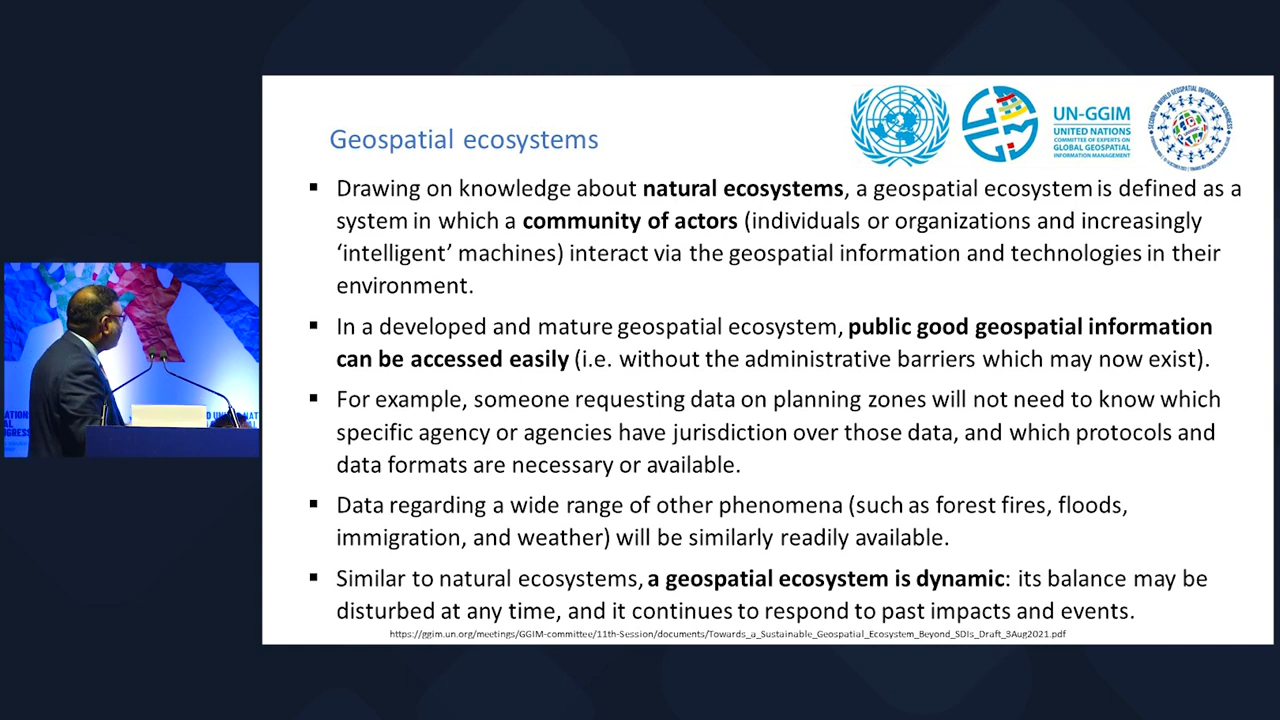 Geospatial ecosystems
UN-GGIM
UNITED NATIONS
COMMITTEE OF EXPERTS ON
GLOBAL GEOSPATIAL
INFORMATION MANAGEMENT
▪ Drawing on knowledge about natural ecosystems, a geospatial ecosystem is defined as a
system in which a community of actors (individuals or organizations and increasingly
‘intelligent’ machines) interact via the geospatial information and technologies in their
environment.
▪ In a developed and mature geospatial ecosystem, public good geospatial information
can be accessed easily (i.e. without the administrative barriers which may now exist).
▪ For example, someone requesting data on planning zones will not need to know which
specific agency or agencies have jurisdiction over those data, and which protocols and
data formats are necessary or available.
▪ Data regarding a wide range of other phenomena (such as forest fires, floods,
immigration, and weather) will be similarly readily available.
▪ Similar to natural ecosystems, a geospatial ecosystem is dynamic: its balance may be
disturbed at any time, and it continues to respond to past impacts and events.
https://ggim.un.org/meetings/GGIM-committee/11th-Session/documents/Towards_a_Sustainable_Geospatial_Ecosystem_Beyond_SDIs_Draft_3Aug2021.pdf